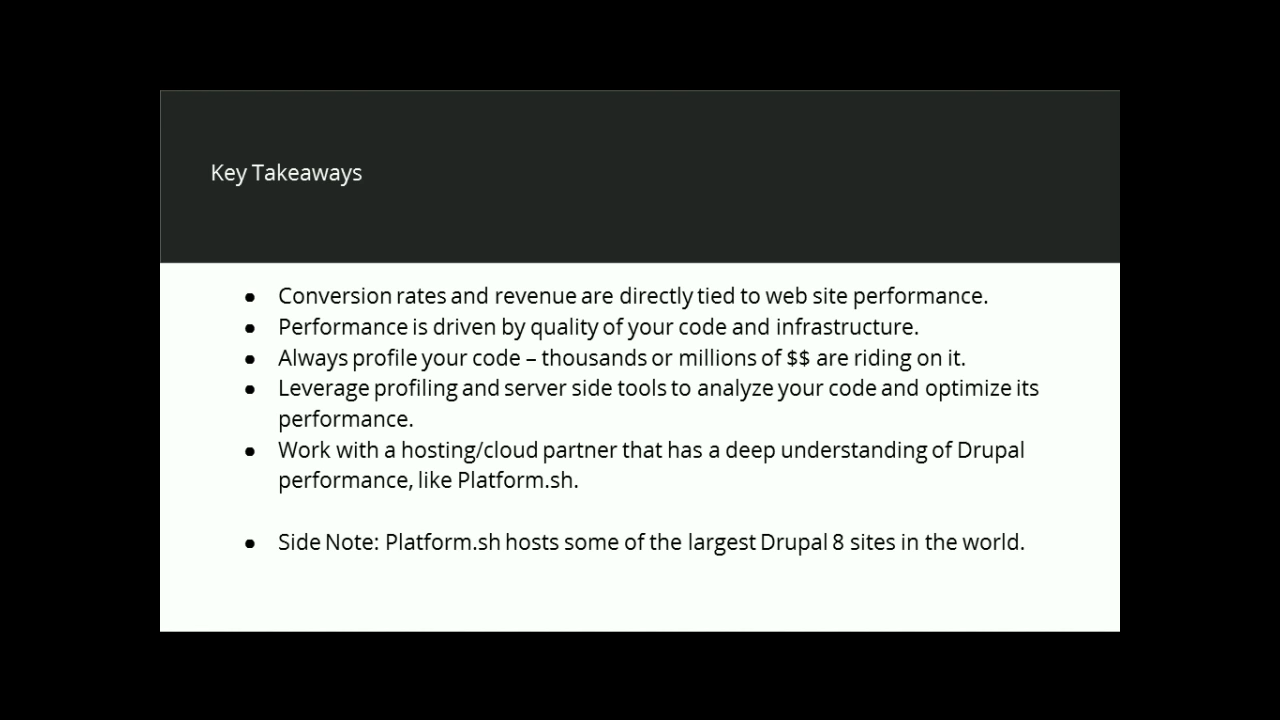 Key Takeaways
● Conversion rates and revenue are directly tied to web site performance.
● Performance is driven by quality of your code and infrastructure.
● Always profile your code – thousands or millions of $$ are riding on it.
● Leverage profiling and server side tools to analyze your code and optimize its
performance.
● Work with a hosting/cloud partner that has a deep understanding of Drupal
performance, like Platform.sh.
● Side Note: Platform.sh hosts some of the largest Drupal 8 sites in the world.